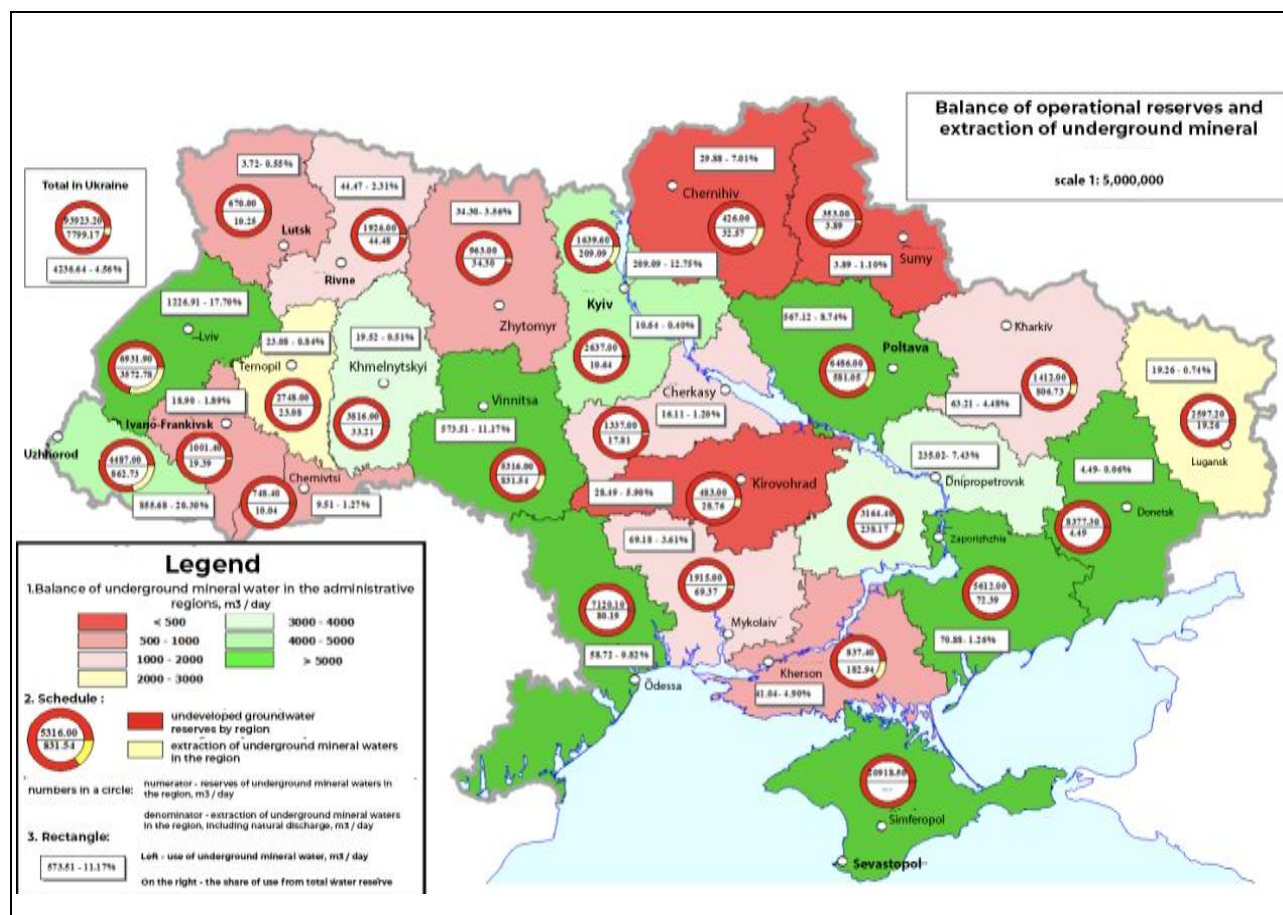 Balance of operational reserves and
extraction of underground mineral
scale 1: 5,000,000
Total in Ukraine
93923.20
7799.17
4236.64 - 4.56%
3.72- 0.55%
670.00
10.25
Lutsk
44.47 - 2.31%
1926.00
44.48
Rivne
34.30- 3.56%
963.00
34.30
Zhytomyr
1639.60
209.09
209.09 - 12.75%
Kyiv
10.64 - 0.40%
2637.00
10.64
29.88 - 7.01%
Chernihiv
426.00
32.57
353.00
3.89
Sumy
3.89 - 1.10%
1226.91 - 17.70%
Lviv
6931.90
3572.78
23.08 - 0.84%
Ternopil
2748.00
23.08
19.52 - 0.51%
Khmelnytskyi
3816.00
33.21
Vinnitsa
573.51 - 11.17%
5316.00
831.54
Cherkasy
16.11 - 1.20%
1337.00
17.81
567.12 - 8.74%
Poltava
6486.00
581.05
Kharkiv
1412.00
806.73
63.21 - 4.48%
19.26 - 0.74%
2597.20
19.26
Lugansk
18.90 - 1.89%
Ivano-Frankivsk
1001.40
19.39
Uzhhorod
4487.00
862.73
855.68 - 20.30%
Chernivtsi
748.40
10.04
9.51 - 1.27%
28.49 - 5.90%
Kirovohrad
483.00
28.76
235.02- 7.43%
Dnipropetrovsk
3164.40
238.17
4.49- 0.06%
Donetsk
8377.30
4.49
Zaporizhzhia
5612.00
72.39
70.88 - 1.26%
69.18 - 3.61%
1915.00
69.37
Mykolaiv
7120.10
80.19
58.72 - 0.82%
Odessa
Kherson
837.40
182.94
41.04- 4.90%
20918.50
Simferopol
Sevastopol
Legend
1.Balance of underground mineral water in the administrative
regions, m3 / day
< 500
500 - 1000
1000 - 2000
2000 - 3000
3000 - 4000
4000 - 5000
> 5000
2. Schedule :
5316.00
831.54
undeveloped groundwater
reserves by region
extraction of underground mineral waters
in the region
numbers in a circle:
numerator - reserves of underground mineral waters in
the region, m3 / day
denominator - extraction of underground mineral waters
in the region, including natural discharge, m3 / day
3. Rectangle:
573.51 - 11.17%
Left - use of underground mineral water, m3 / day
On the right - the share of use from total water reserve